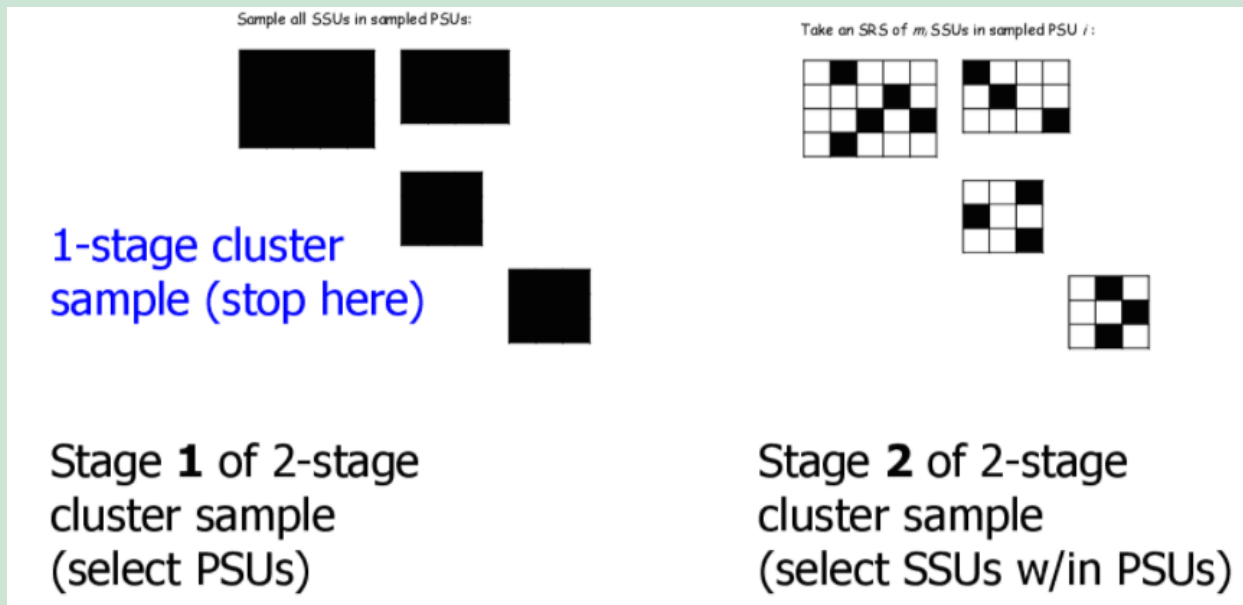 Sample all SSUs in sampled PSUs:
Take an SRS of mᵢ SSUs in sampled PSU i:
1-stage cluster
sample (stop here)
Stage 1 of 2-stage
cluster sample
(select PSUs)
Stage 2 of 2-stage
cluster sample
(select SSUs w/in PSUs)